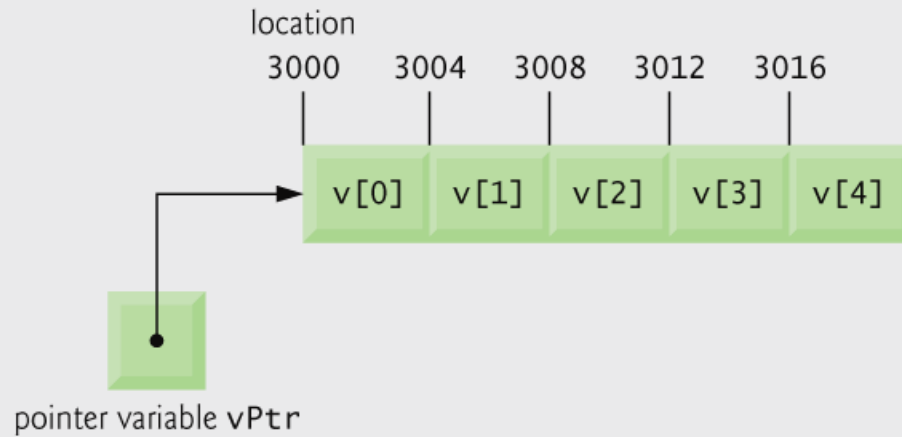 location
3000 3004 3008 3012 3016
v[0] v[1] v[2] v[3] v[4]
pointer variable vPtr